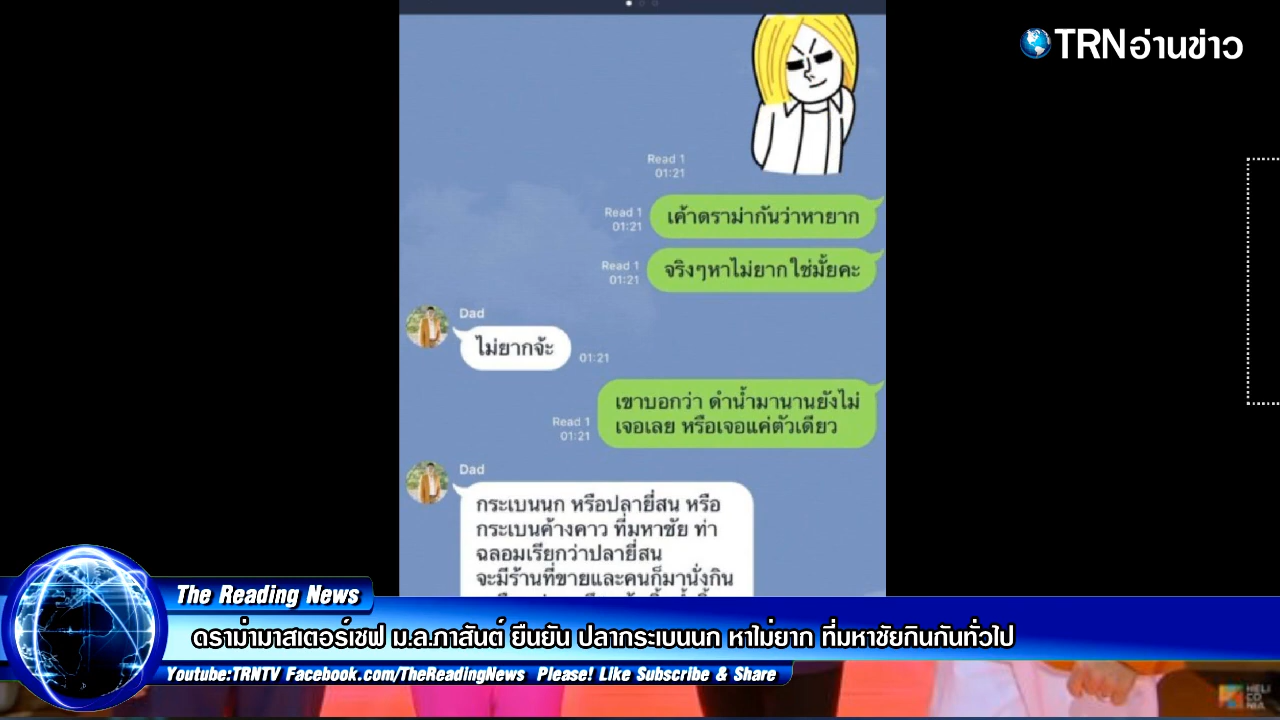 TRNอ่านข่าว
Read 1
01:21
Read 1
01:21
เค้าดราม่ากันว่าหายาก
Read 1
01:21
จริงๆหาไม่ยากใช่มั้ยคะ
Dad
ไม่ยากจ้ะ
01:21
เขาบอกว่า ดำน้ำมานานยังไม่
เจอเลย หรือเจอแค่ตัวเดียว
Read 1
01:21
Dad
กระเบนนก หรือปลายี่สน หรือ
กระเบนค้างคาว ที่มหาชัย ท่า
ฉลอมเรียกว่าปลายี่สน
จะมีร้านที่ขายและคนก็มานั่งกิน
The Reading News
ดราม่ามาสเตอร์เชฟ ม.ล.ภาสันต์ ยืนยัน ปลากระเบนนก หาไม่ยาก ที่มหาชัยกินกันทั่วไป
Youtube:TRNTV Facebook.com/TheReadingNews Please! Like Subscribe & Share
HELI
CO
NIA